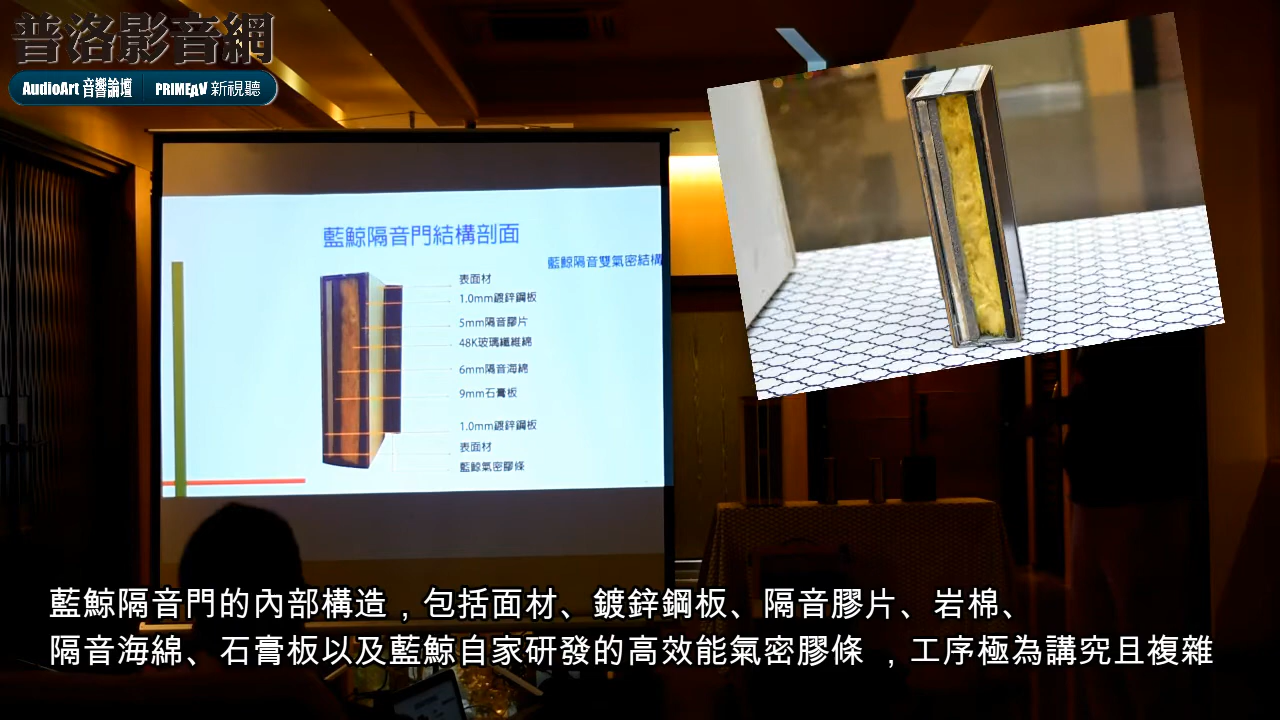 普洛影音網
AudioArt 音響論壇 PRIMEAV 新視聽
藍鯨隔音門結構剖面
藍鯨隔音雙氣密結構
表面材
1.0mm鍍鋅鋼板
5mm隔音膠片
48K玻璃纖維綿
6mm隔音海綿
9mm石膏板
1.0mm鍍鋅鋼板
表面材
藍鯨氣密膠條
藍鯨隔音門的內部構造，包括面材、鍍鋅鋼板、隔音膠片、岩棉、
隔音海綿、石膏板以及藍鯨自家研發的高效能氣密膠條 ，工序極為講究且複雜